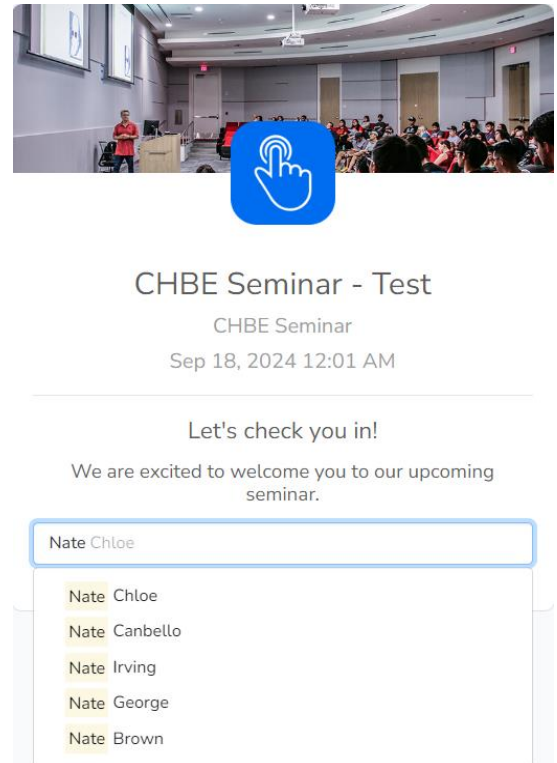 CHBE Seminar - Test
CHBE Seminar
Sep 18, 2024 12:01 AM
Let's check you in!
We are excited to welcome you to our upcoming
seminar.
Nate Chloe
Nate Chloe
Nate Canbello
Nate Irving
Nate George
Nate Brown